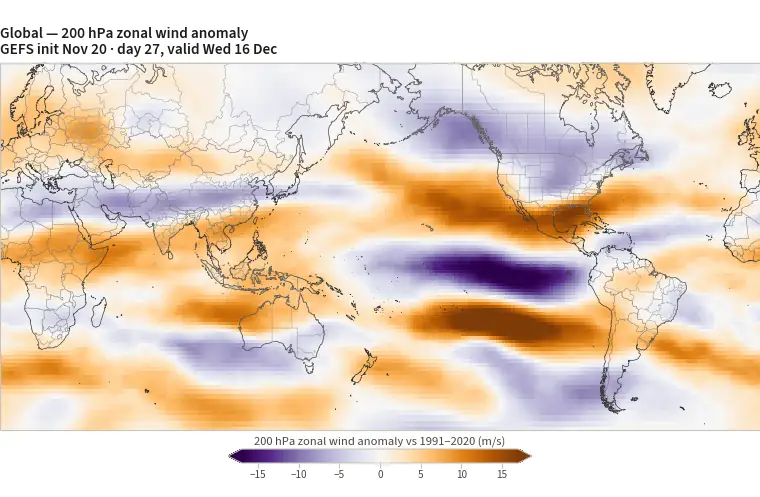 Global — 200 hPa zonal wind anomaly
GEFS init Nov 20 · day 27, valid Wed 16 Dec
200 hPa zonal wind anomaly vs 1991–2020 (m/s)
−15 −10 −5 0 5 10 15